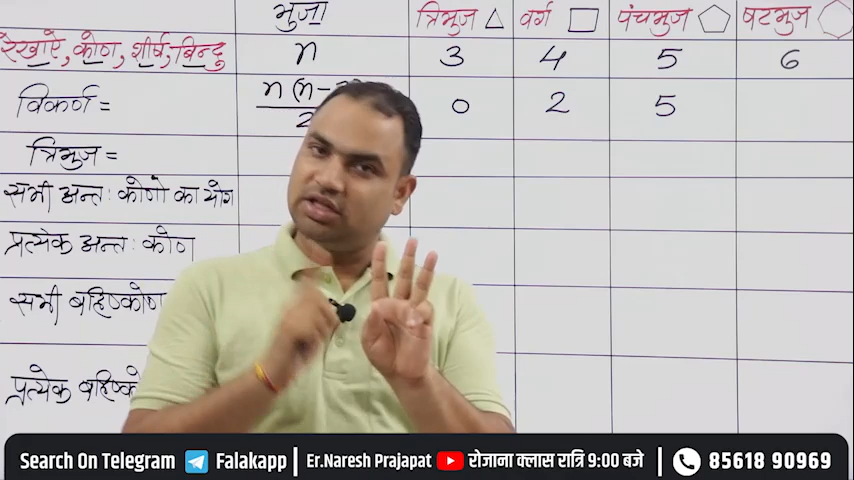 भुजा त्रिभुज वर्ग पंचभुज षटभुज
रेखाऐ, कोण, शीर्ष, बिन्दु n 3 4 5 6
विकर्ण = n(n- 2 0 2 5
त्रिभुज =
सभी अन्तः कोणो का योग
प्रत्येक अन्तः कोण
सभी बहिष्कोण
प्रत्येक बहिष्को
Search On Telegram Falakapp | Er.Naresh Prajapat रोजाना क्लास रात्रि 9:00 बजे | 85618 90969